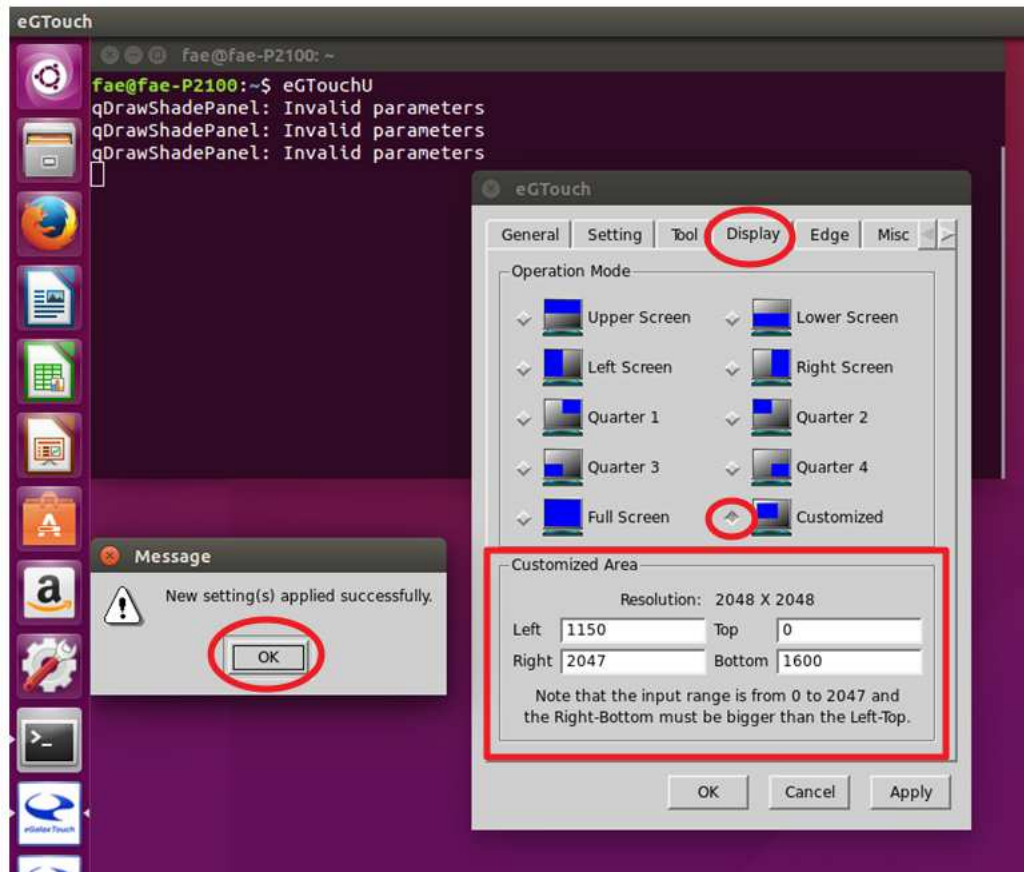 eGTouch
fae@fae-P2100: ~
fae@fae-P2100:~$ eGTouchU
qDrawShadePanel: Invalid parameters
qDrawShadePanel: Invalid parameters
qDrawShadePanel: Invalid parameters
eGTouch
General Setting Tool Display Edge Misc
Operation Mode
Upper Screen Lower Screen
Left Screen Right Screen
Quarter 1 Quarter 2
Quarter 3 Quarter 4
Full Screen Customized
Customized Area
Resolution: 2048 X 2048
Left 1150 Top 0
Right 2047 Bottom 1600
Note that the input range is from 0 to 2047 and
the Right-Bottom must be bigger than the Left-Top.
OK Cancel Apply
Message
New setting(s) applied successfully.
OK
a
>_
eGalaxTouch